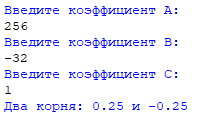 Введите коэффициент A:
256
Введите коэффициент B:
-32
Введите коэффициент C:
1
Два корня: 0.25 и -0.25